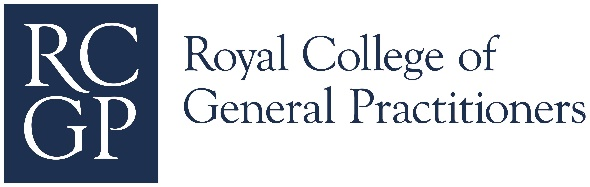 RC
GP
Royal College of
General Practitioners